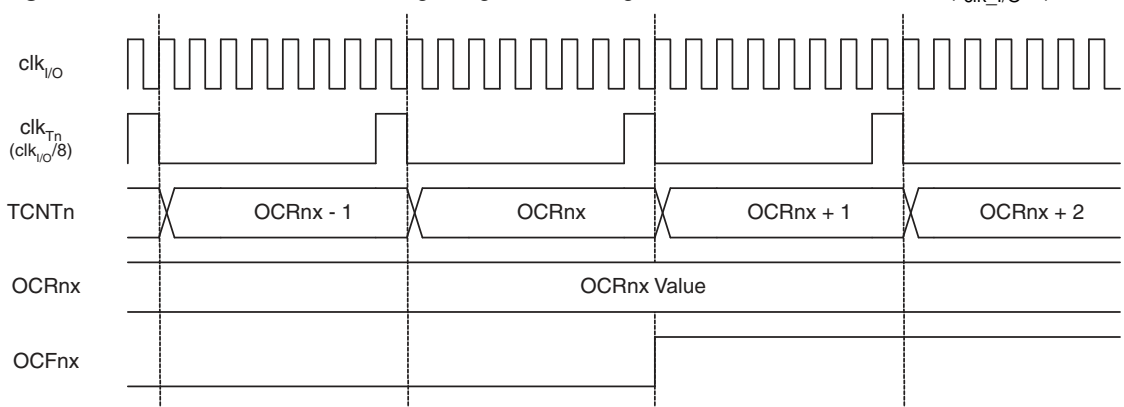 clk_I/O
clk_Tn
(clk_I/O/8)
TCNTn OCRnx - 1 OCRnx OCRnx + 1 OCRnx + 2
OCRnx OCRnx Value
OCFnx